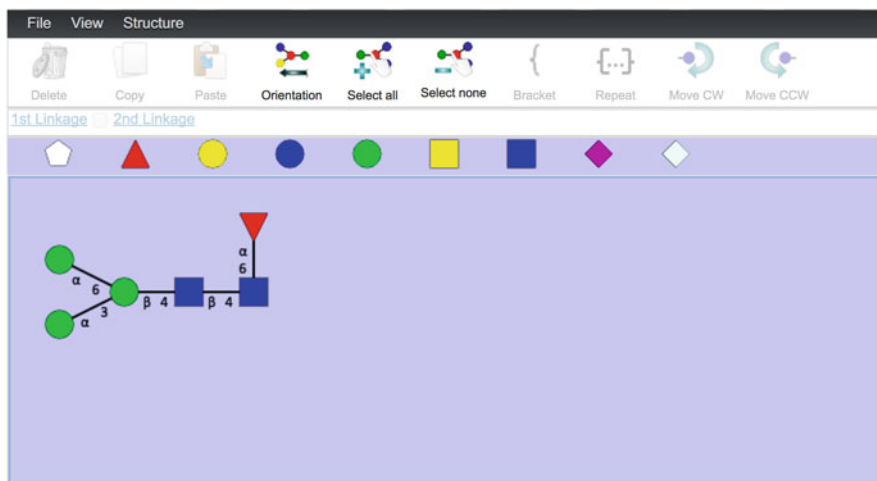 File View Structure
Delete Copy Paste Orientation Select all Select none Bracket Repeat Move CW Move CCW
1st Linkage 2nd Linkage
α
6
α 6
β 4 β 4
α 3